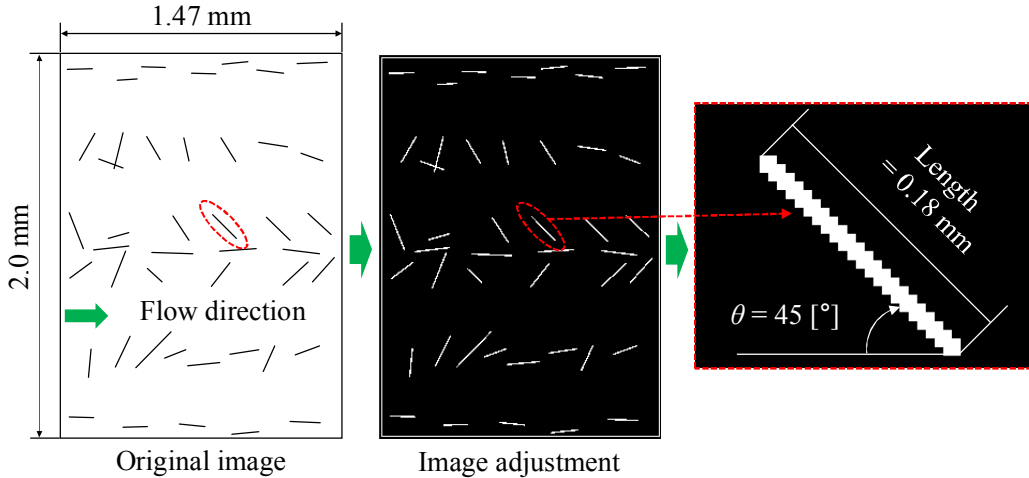 1.47 mm
2.0 mm
Flow direction
Original image
Image adjustment
Length
= 0.18 mm
θ = 45 [°]